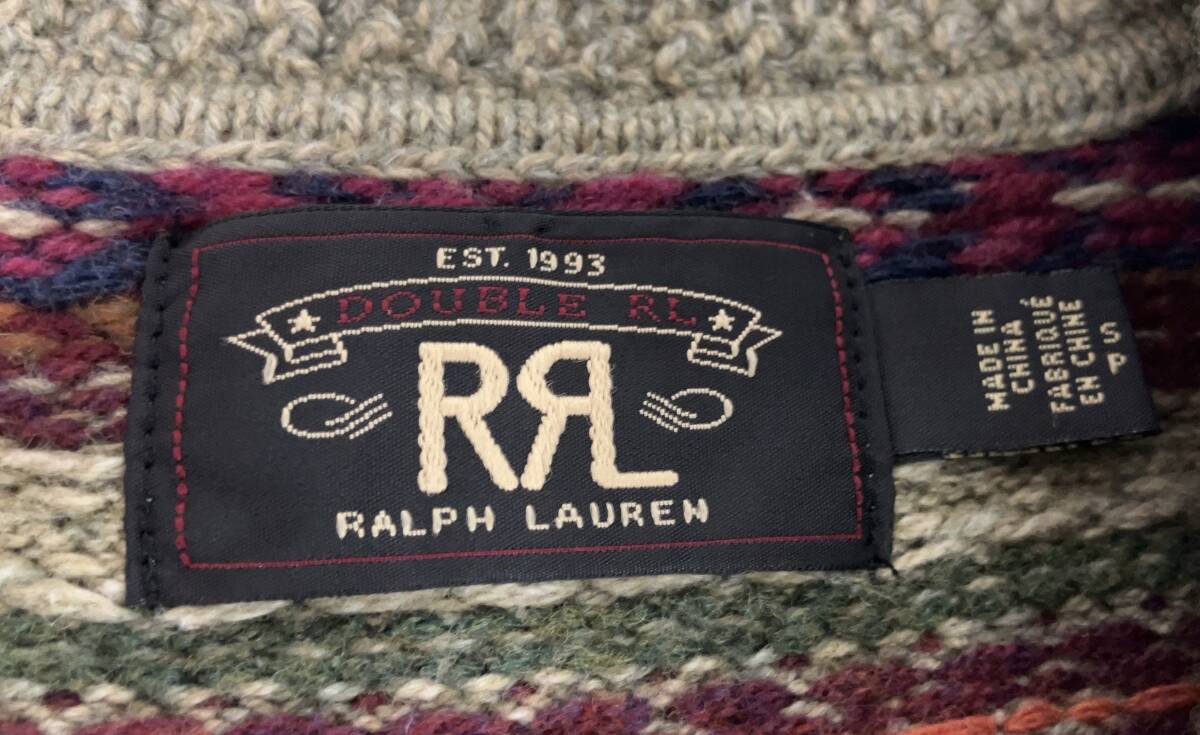 EST. 1993
DOUBLE RL
RRL
RALPH LAUREN
MADE IN
CHINA
FABRIQUÉ
EN CHINE
S
P